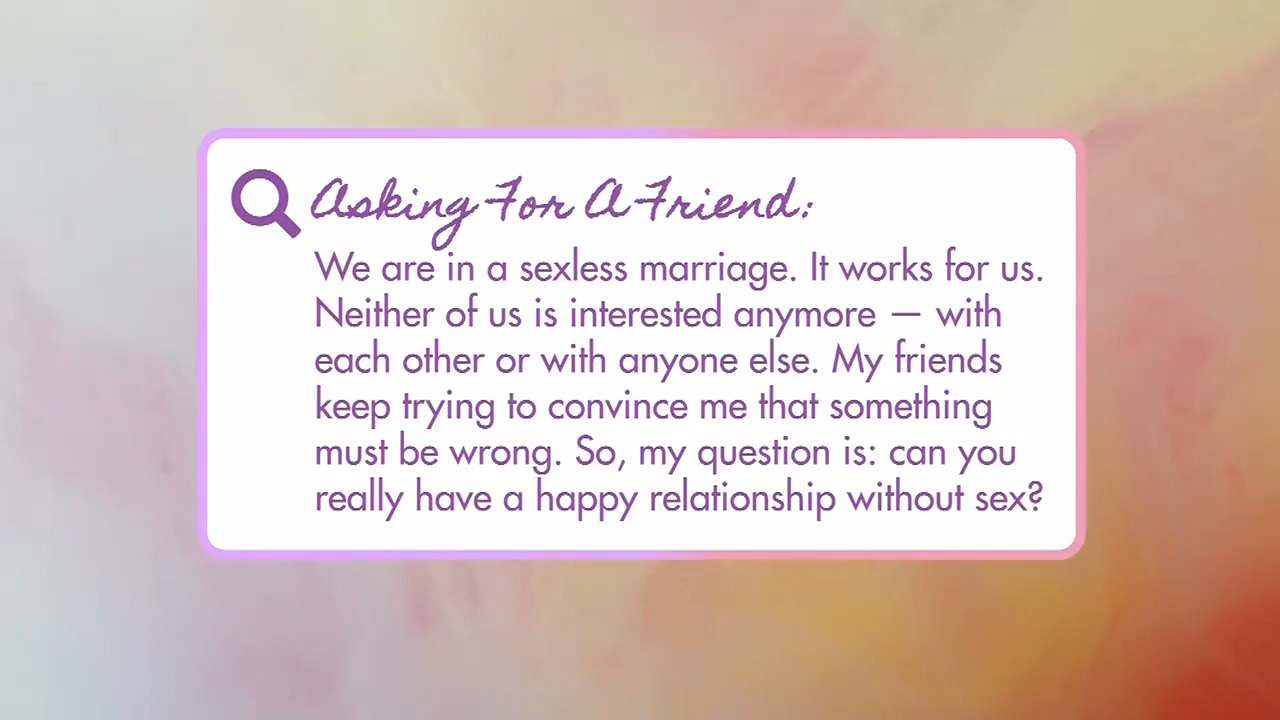 Asking For A Friend:
We are in a sexless marriage. It works for us.
Neither of us is interested anymore — with
each other or with anyone else. My friends
keep trying to convince me that something
must be wrong. So, my question is: can you
really have a happy relationship without sex?